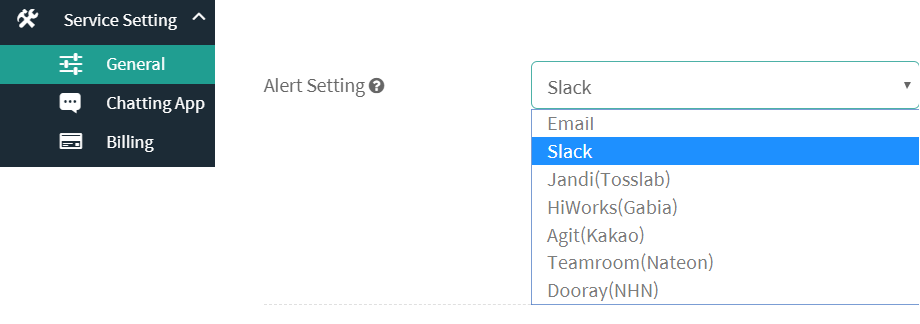 Service Setting
General
Chatting App
Billing
Alert Setting
Slack
Email
Slack
Jandi(Tosslab)
HiWorks(Gabia)
Agit(Kakao)
Teamroom(Nateon)
Dooray(NHN)